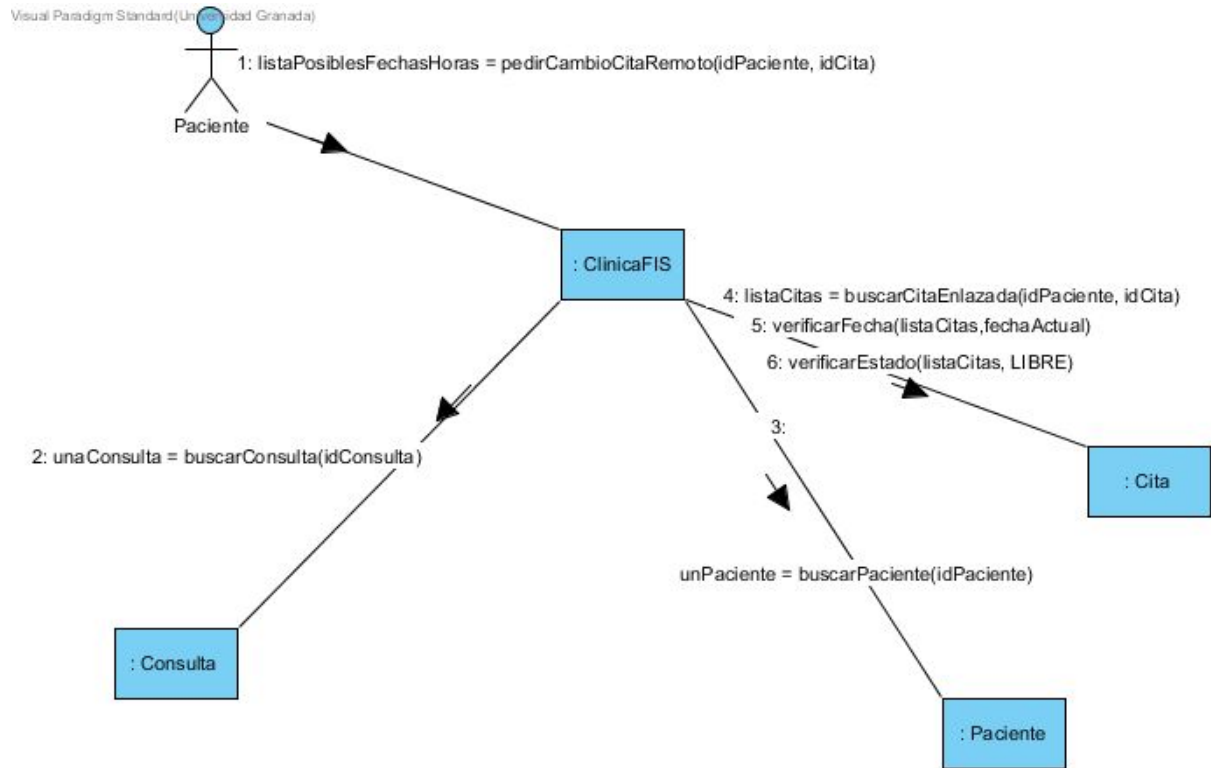 Visual Paradigm Standard(Universidad Granada)
1: listaPosiblesFechasHoras = pedirCambioCitaRemoto(idPaciente, idCita)
Paciente
: ClinicaFIS
4: listaCitas = buscarCitaEnlazada(idPaciente, idCita)
5: verificarFecha(listaCitas,fechaActual)
6: verificarEstado(listaCitas, LIBRE)
3:
2: unaConsulta = buscarConsulta(idConsulta)
: Cita
unPaciente = buscarPaciente(idPaciente)
: Consulta
: Paciente